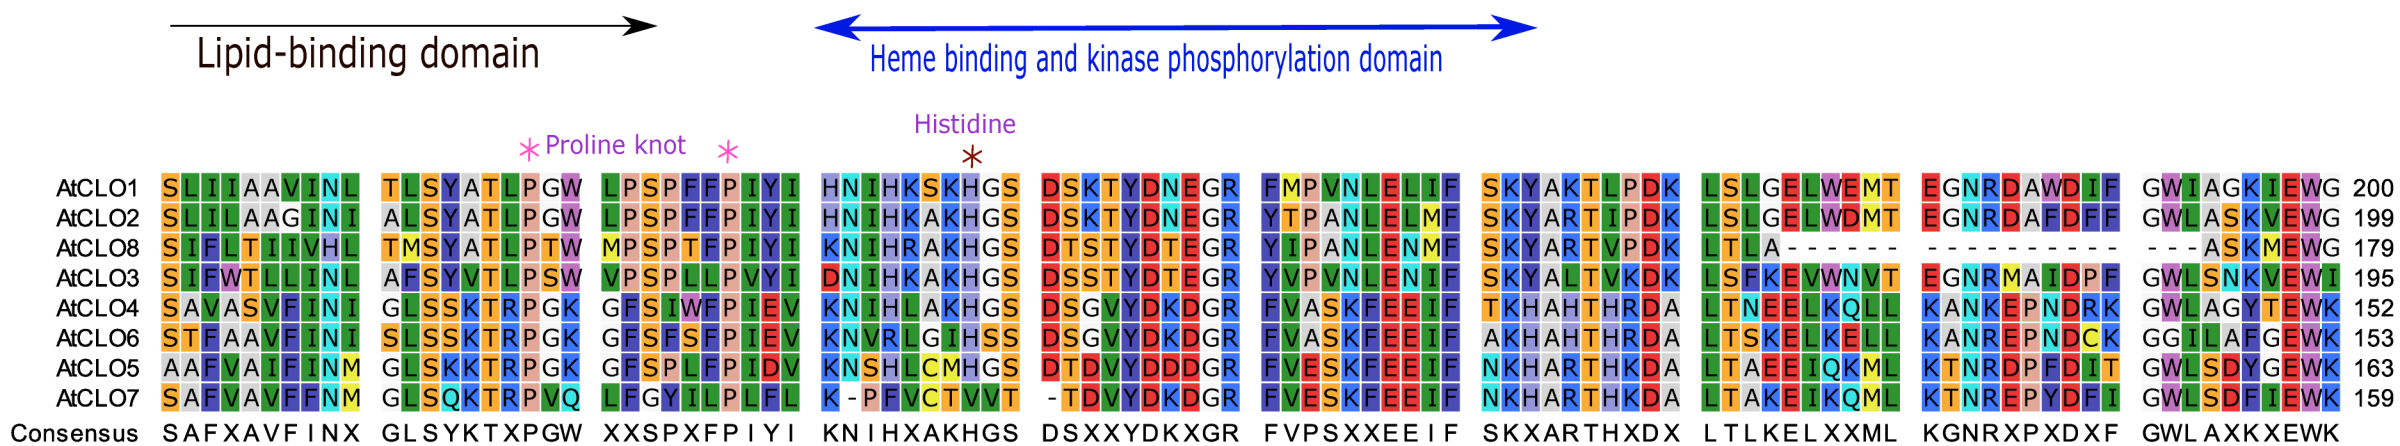 Lipid-binding domain
Heme binding and kinase phosphorylation domain
Histidine
* Proline knot * *
AtCLO1 SLIIAAVINL TLSYATLPGW LPSPFFPIYI HNIHKSKHGS DSKTYDNEGR FMPVNLELIF SKYAKTLPDK LSLGELWEMT EGNRDAWDIF GWIAGKIEWG 200
AtCLO2 SLILAAGINI ALSYATLPGW LPSPFFPIYI HNIHKAKHGS DSKTYDNEGR YTPANLELMF SKYARTIPDK LSLGELWDMT EGNRDAFDFF GWLASKVEWG 199
AtCLO8 SIFLTIIVHL TMSYATLPTW MPSPTFPIYI KNIHRAKHGS DTSTYDTEGR YIPANLENMF SKYARTVPDK LTLA------ ---------- ---ASKMEWG 179
AtCLO3 SIFWTLLINL AFSYVTLPSW VPSPLLPVYI DNIHKAKHGS DSSTYDTEGR YVPVNLENIF SKYALTVKDK LSFKEVWNVT EGNRMAIDPF GWLSNKVEWI 195
AtCLO4 SAVASVFINI GLSSKTRPGK GFSIWFPIEV KNIHLAKHGS DSGVYDKDGR FVASKFEEIF TKHAHTHRDA LTNEELKQLL KANKEPNDRK GWLAGYTEWK 152
AtCLO6 STFAAVFINI SLSSKTRPGK GFSFSFPIEV KNVRLGIHSS DSGVYDKDGR FVASKFEEIF AKHAHTHRDA LTSKELKELL KANREPNDCK GGILAFGEWK 153
AtCLO5 AAFVAIFINM GLSKKTRPGK GFSPLFPIDV KNSHLCMHGS DTDVYDDDGR FVESKFEEIF NKHARTHKDA LTAEEIQKML KTNRDPFDIT GWLSDYGEWK 163
AtCLO7 SAFVAVFFNM GLSQKTRPVQ LFGYILPLFL K-PFVCTVVT -TDVYDKDGR FVESKFEEIF NKHARTHKDA LTAKEIKQML KTNREPYDFI GWLSDFIEWK 159
Consensus SAFXAVFINX GLSYKTXPGW XXSPXFPIYI KNIHXAKHGS DSXXYDKXGR FVPSXXEEIF SKXARTHXDX LTLKELXXML KGNRXPXDXF GWLAXKXEWK